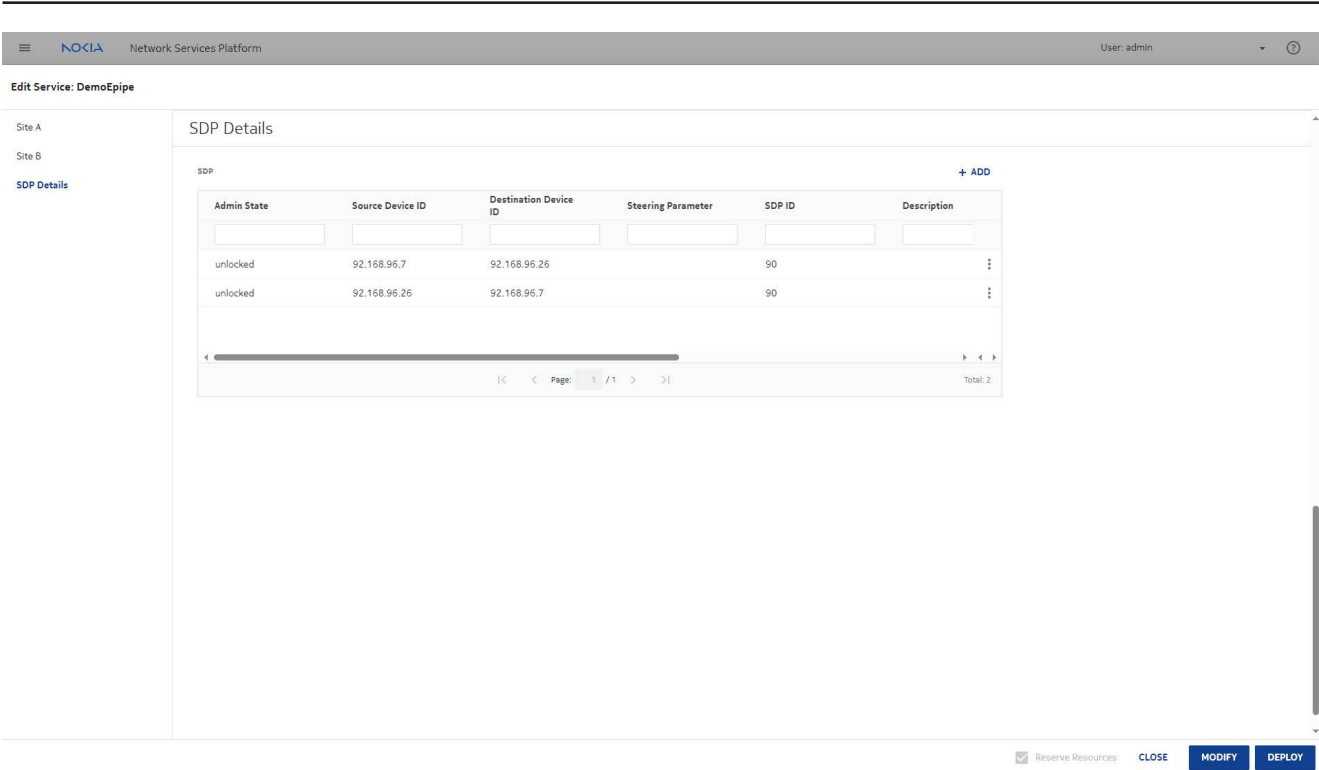 NOKIA Network Services Platform User: admin
Edit Service: DemoEpipe
Site A
Site B
SDP Details
SDP Details
SDP + ADD
Admin State Source Device ID Destination Device ID Steering Parameter SDP ID Description
unlocked 92.168.96.7 92.168.96.26 90
unlocked 92.168.96.26 92.168.96.7 90
Page: 1 / 1 Total: 2
Reserve Resources CLOSE MODIFY DEPLOY